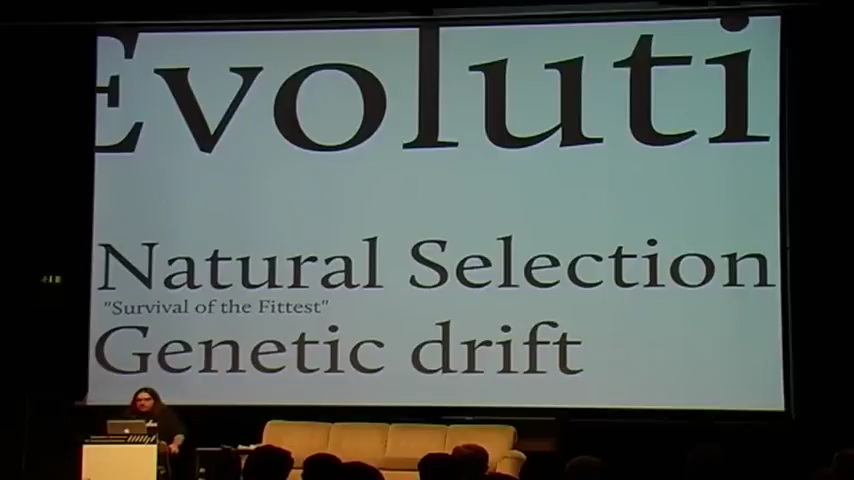 Evoluti
Natural Selection
"Survival of the Fittest"
Genetic drift